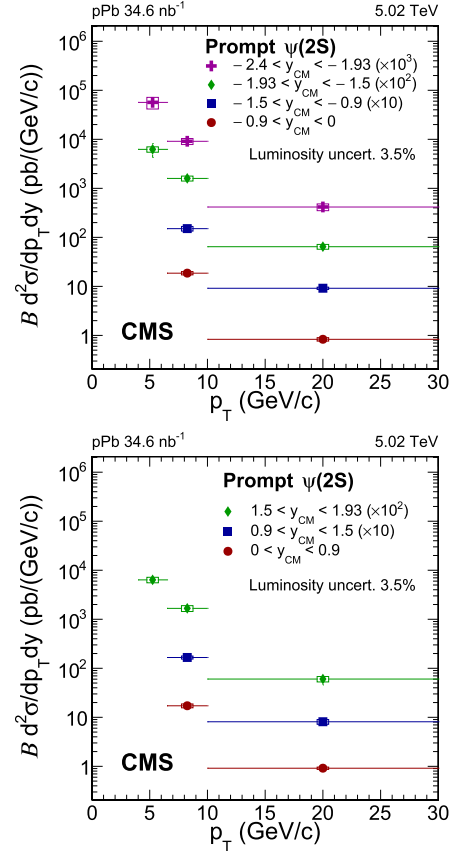 pPb 34.6 nb⁻¹ 5.02 TeV
Prompt ψ(2S)
− 2.4 < y_CM < − 1.93 (×10³)
− 1.93 < y_CM < − 1.5 (×10²)
− 1.5 < y_CM < − 0.9 (×10)
− 0.9 < y_CM < 0
Luminosity uncert. 3.5%
B d²σ/dp_T dy (pb/(GeV/c))
10⁶
10⁵
10⁴
10³
10²
10
1
CMS
0 5 10 15 20 25 30
p_T (GeV/c)
pPb 34.6 nb⁻¹ 5.02 TeV
Prompt ψ(2S)
1.5 < y_CM < 1.93 (×10²)
0.9 < y_CM < 1.5 (×10)
0 < y_CM < 0.9
Luminosity uncert. 3.5%
B d²σ/dp_T dy (pb/(GeV/c))
10⁶
10⁵
10⁴
10³
10²
10
1
CMS
0 5 10 15 20 25 30
p_T (GeV/c)